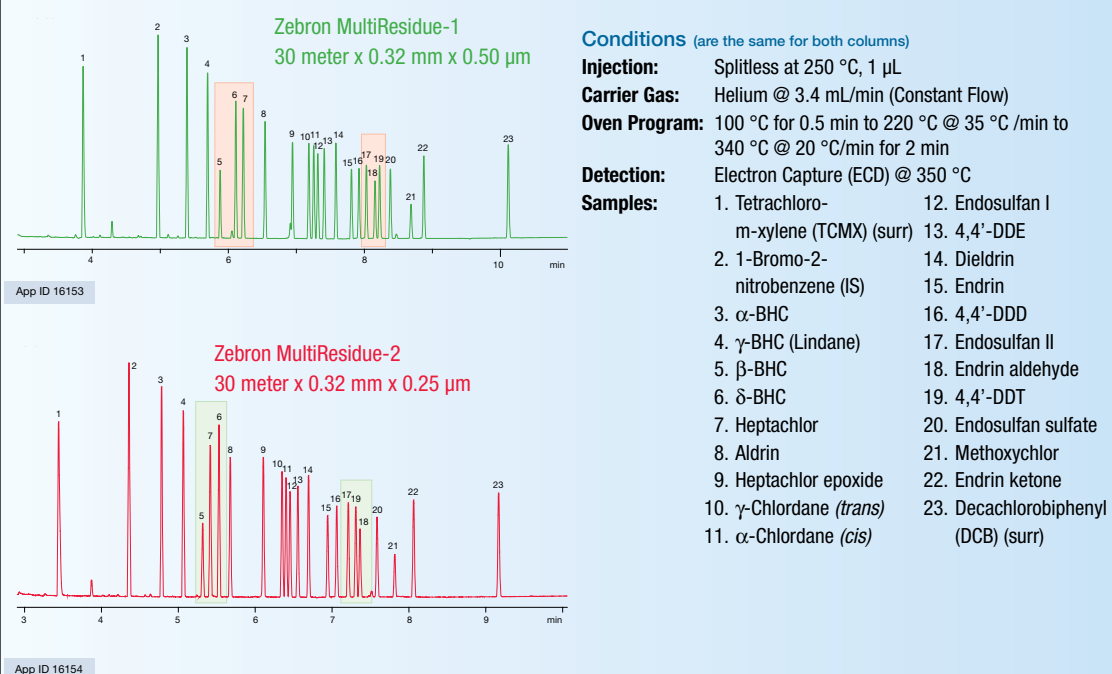 Zebron MultiResidue-1
30 meter x 0.32 mm x 0.50 µm
1
2
3
4
5
6
7
8
9
10
11
12
13
14
15
16
17
18
19
20
21
22
23
4
6
8
10
min
App ID 16153
Zebron MultiResidue-2
30 meter x 0.32 mm x 0.25 µm
1
2
3
4
5
7
6
8
9
10
11
12
13
14
15
16
17
19
18
20
21
22
23
3
4
5
6
7
8
9
min
App ID 16154
Conditions (are the same for both columns)
Injection: Splitless at 250 °C, 1 µL
Carrier Gas: Helium @ 3.4 mL/min (Constant Flow)
Oven Program: 100 °C for 0.5 min to 220 °C @ 35 °C /min to
340 °C @ 20 °C/min for 2 min
Detection: Electron Capture (ECD) @ 350 °C
Samples:
1. Tetrachloro-
m-xylene (TCMX) (surr)
2. 1-Bromo-2-
nitrobenzene (IS)
3. α-BHC
4. γ-BHC (Lindane)
5. β-BHC
6. δ-BHC
7. Heptachlor
8. Aldrin
9. Heptachlor epoxide
10. γ-Chlordane (trans)
11. α-Chlordane (cis)
12. Endosulfan I
13. 4,4’-DDE
14. Dieldrin
15. Endrin
16. 4,4’-DDD
17. Endosulfan II
18. Endrin aldehyde
19. 4,4’-DDT
20. Endosulfan sulfate
21. Methoxychlor
22. Endrin ketone
23. Decachlorobiphenyl
(DCB) (surr)